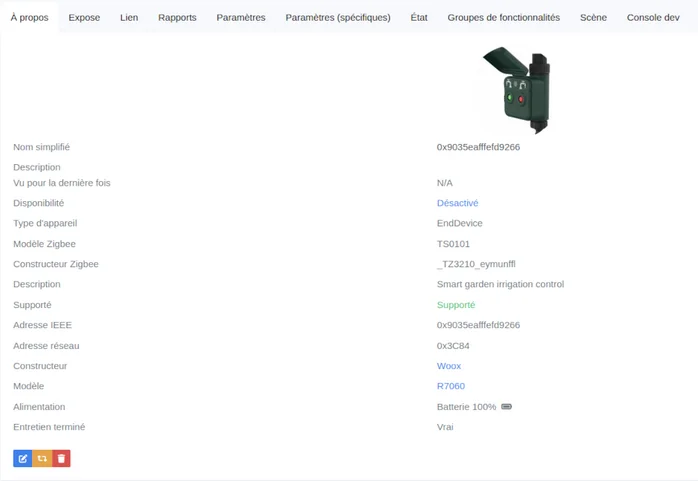 À propos Expose Lien Rapports Paramètres Paramètres (spécifiques) État Groupes de fonctionnalités Scène Console dev
Nom simplifié 0x9035eafffefd9266
Description
Vu pour la dernière fois N/A
Disponibilité Désactivé
Type d'appareil EndDevice
Modèle Zigbee TS0101
Constructeur Zigbee _TZ3210_eymunffl
Description Smart garden irrigation control
Supporté Supporté
Adresse IEEE 0x9035eafffefd9266
Adresse réseau 0x3C84
Constructeur Woox
Modèle R7060
Alimentation Batterie 100%
Entretien terminé Vrai